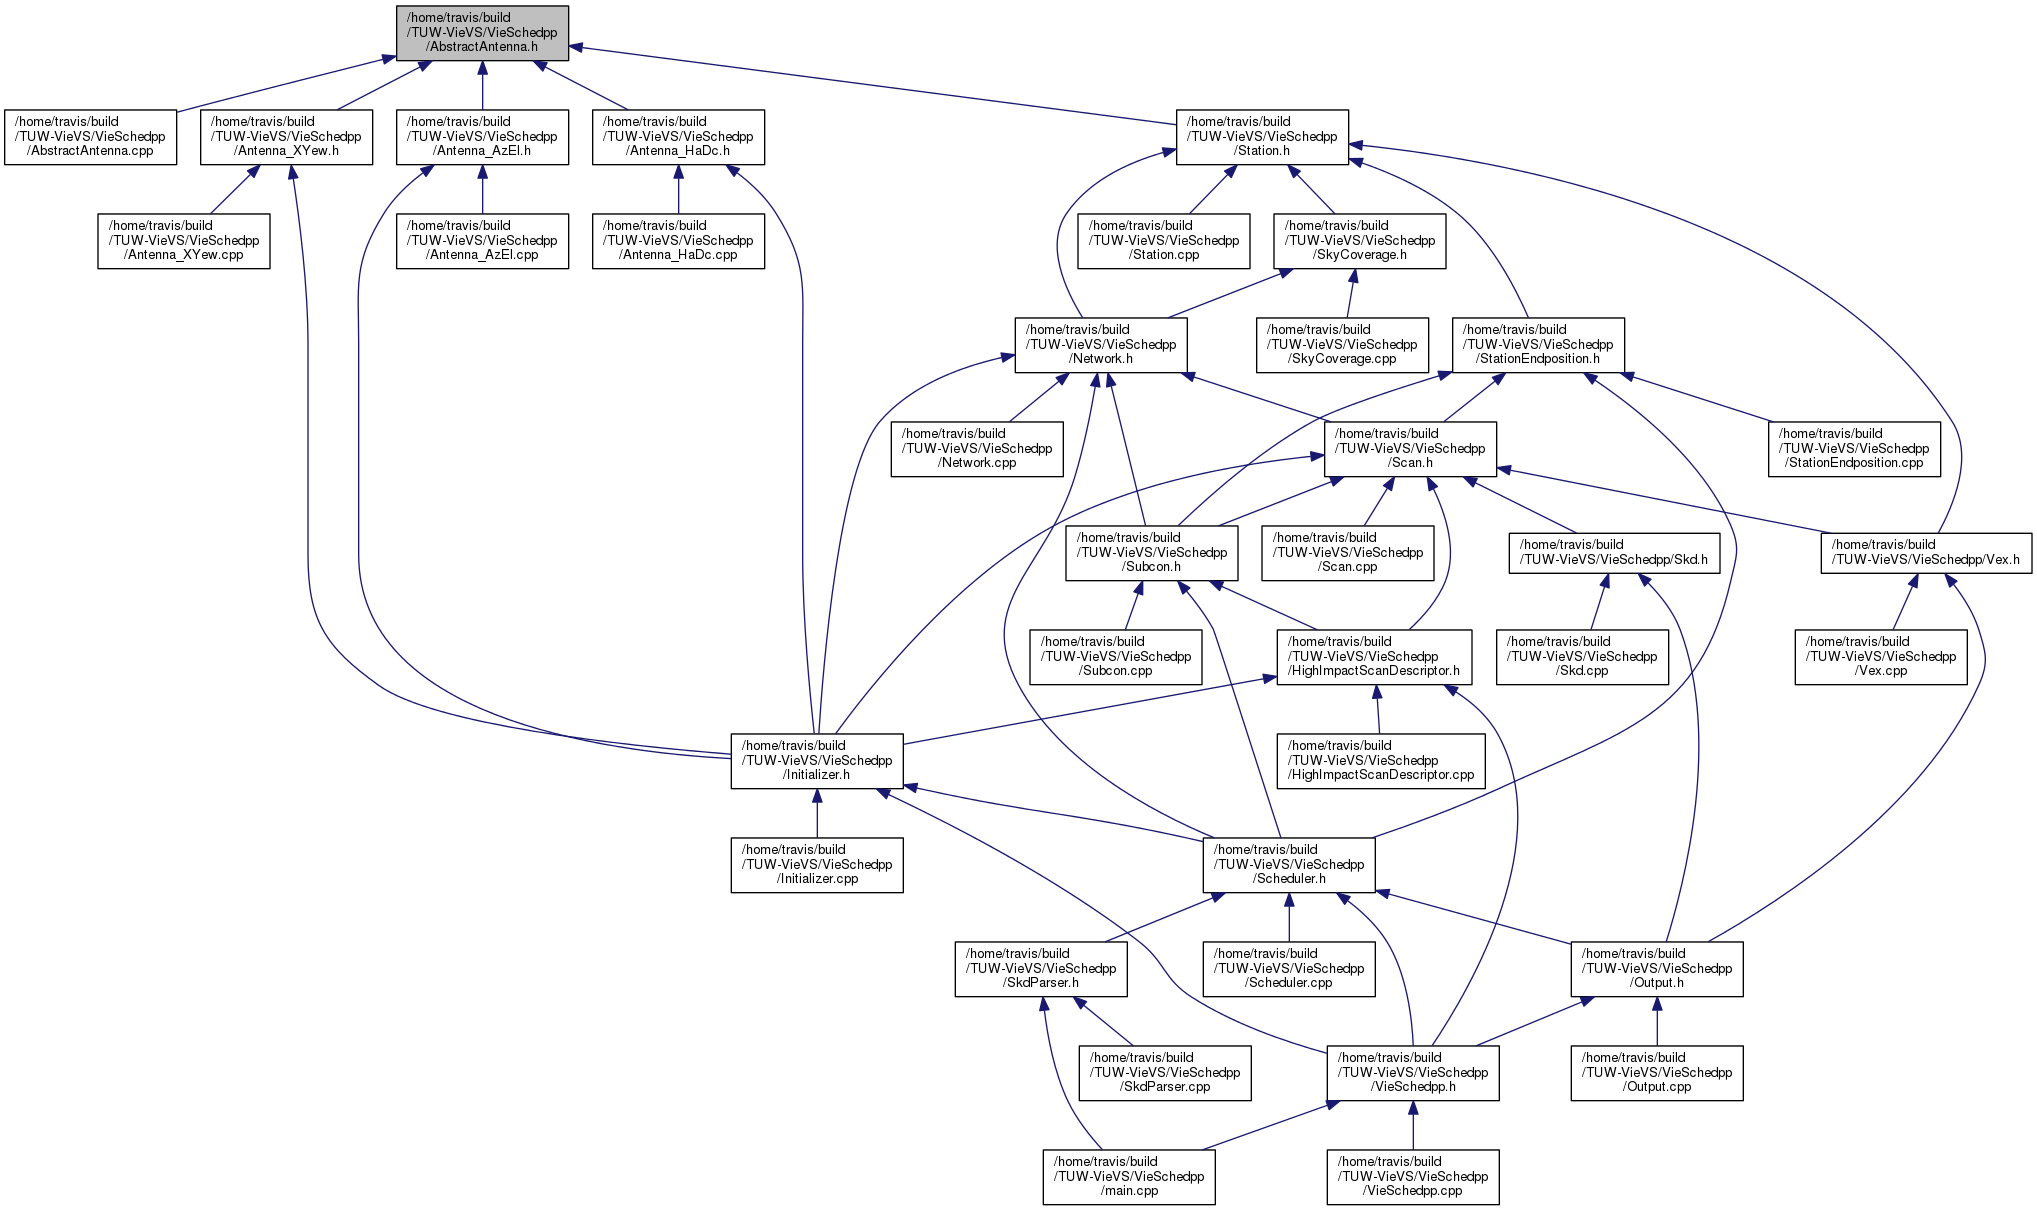 /home/travis/build
/TUW-VieVS/VieSchedpp
/AbstractAntenna.h
/home/travis/build
/TUW-VieVS/VieSchedpp
/AbstractAntenna.cpp
/home/travis/build
/TUW-VieVS/VieSchedpp
/Antenna_XYew.h
/home/travis/build
/TUW-VieVS/VieSchedpp
/Antenna_AzEl.h
/home/travis/build
/TUW-VieVS/VieSchedpp
/Antenna_HaDc.h
/home/travis/build
/TUW-VieVS/VieSchedpp
/Station.h
/home/travis/build
/TUW-VieVS/VieSchedpp
/Antenna_XYew.cpp
/home/travis/build
/TUW-VieVS/VieSchedpp
/Antenna_AzEl.cpp
/home/travis/build
/TUW-VieVS/VieSchedpp
/Antenna_HaDc.cpp
/home/travis/build
/TUW-VieVS/VieSchedpp
/Station.cpp
/home/travis/build
/TUW-VieVS/VieSchedpp
/SkyCoverage.h
/home/travis/build
/TUW-VieVS/VieSchedpp
/Network.h
/home/travis/build
/TUW-VieVS/VieSchedpp
/SkyCoverage.cpp
/home/travis/build
/TUW-VieVS/VieSchedpp
/StationEndposition.h
/home/travis/build
/TUW-VieVS/VieSchedpp
/Network.cpp
/home/travis/build
/TUW-VieVS/VieSchedpp
/Scan.h
/home/travis/build
/TUW-VieVS/VieSchedpp
/StationEndposition.cpp
/home/travis/build
/TUW-VieVS/VieSchedpp
/Subcon.h
/home/travis/build
/TUW-VieVS/VieSchedpp
/Scan.cpp
/home/travis/build
/TUW-VieVS/VieSchedpp/Skd.h
/home/travis/build
/TUW-VieVS/VieSchedpp/Vex.h
/home/travis/build
/TUW-VieVS/VieSchedpp
/Subcon.cpp
/home/travis/build
/TUW-VieVS/VieSchedpp
/HighImpactScanDescriptor.h
/home/travis/build
/TUW-VieVS/VieSchedpp
/Skd.cpp
/home/travis/build
/TUW-VieVS/VieSchedpp
/Vex.cpp
/home/travis/build
/TUW-VieVS/VieSchedpp
/Initializer.h
/home/travis/build
/TUW-VieVS/VieSchedpp
/HighImpactScanDescriptor.cpp
/home/travis/build
/TUW-VieVS/VieSchedpp
/Initializer.cpp
/home/travis/build
/TUW-VieVS/VieSchedpp
/Scheduler.h
/home/travis/build
/TUW-VieVS/VieSchedpp
/SkdParser.h
/home/travis/build
/TUW-VieVS/VieSchedpp
/Scheduler.cpp
/home/travis/build
/TUW-VieVS/VieSchedpp
/Output.h
/home/travis/build
/TUW-VieVS/VieSchedpp
/SkdParser.cpp
/home/travis/build
/TUW-VieVS/VieSchedpp
/VieSchedpp.h
/home/travis/build
/TUW-VieVS/VieSchedpp
/Output.cpp
/home/travis/build
/TUW-VieVS/VieSchedpp
/main.cpp
/home/travis/build
/TUW-VieVS/VieSchedpp
/VieSchedpp.cpp